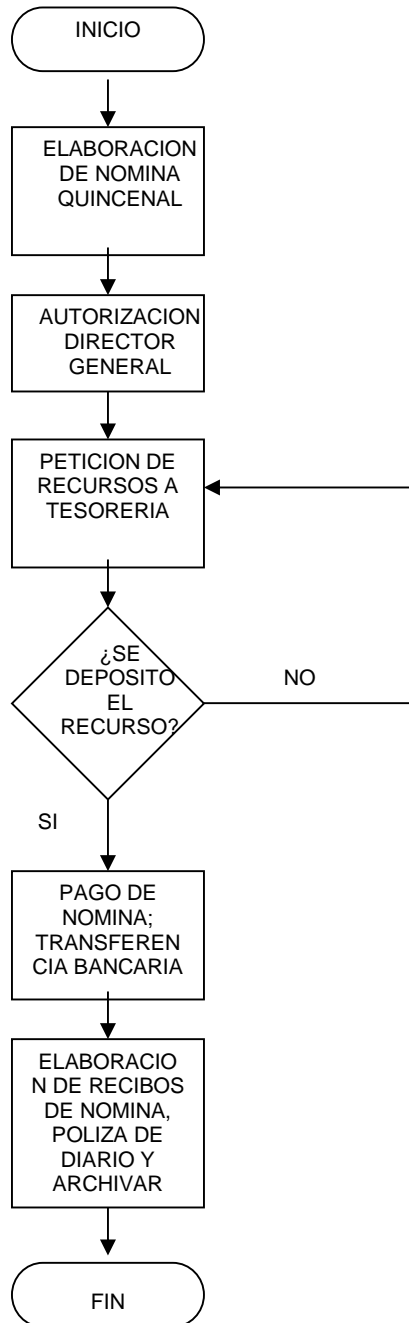 INICIO
ELABORACION
DE NOMINA
QUINCENAL
AUTORIZACION
DIRECTOR
GENERAL
PETICION DE
RECURSOS A
TESORERIA
¿SE
DEPOSITO
EL
RECURSO?
NO
SI
PAGO DE
NOMINA;
TRANSFEREN
CIA BANCARIA
ELABORACIO
N DE RECIBOS
DE NOMINA,
POLIZA DE
DIARIO Y
ARCHIVAR
FIN